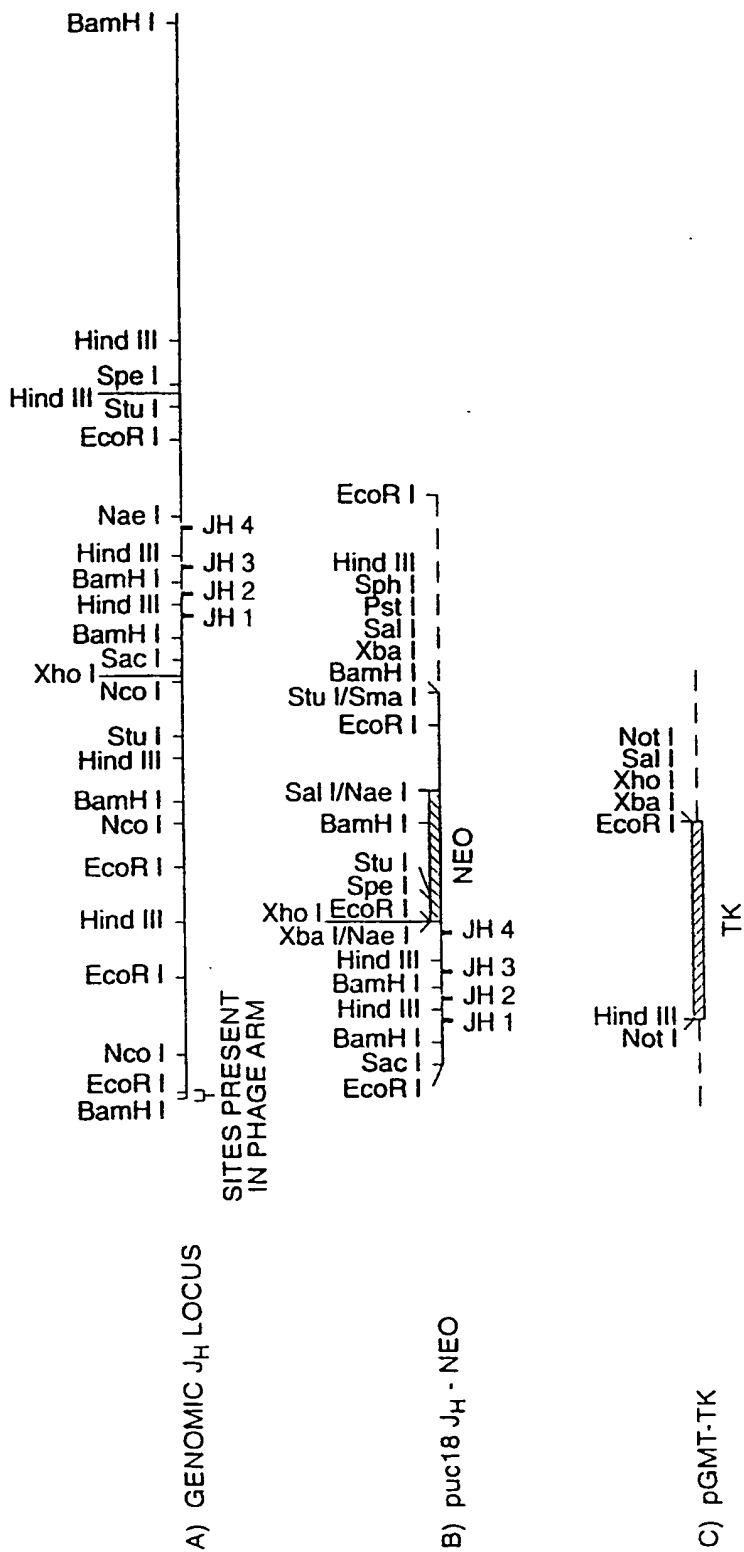 BamH I
Hind III
Spe I
Hind III
Stu I
EcoR I
Nae I
JH 4
Hind III
JH 3
BamH I
JH 2
Hind III
JH 1
BamH I
Sac I
Xho I
Nco I
Stu I
Hind III
BamH I
Nco I
EcoR I
Hind III
EcoR I
Nco I
EcoR I
BamH I
SITES PRESENT
IN PHAGE ARM
A) GENOMIC JH LOCUS
EcoR I
Hind III
Sph I
Pst I
Sal I
Xba I
BamH I
Stu I/Sma I
EcoR I
Sal I/Nae I
BamH I
NEO
Stu I
Spe I
EcoR I
Xho I
Xba I/Nae I
JH 4
Hind III
JH 3
BamH I
JH 2
Hind III
JH 1
BamH I
Sac I
EcoR I
B) puc18 JH - NEO
Not I
Sal I
Xho I
Xba I
EcoR I
TK
Hind III
Not I
C) pGMT-TK